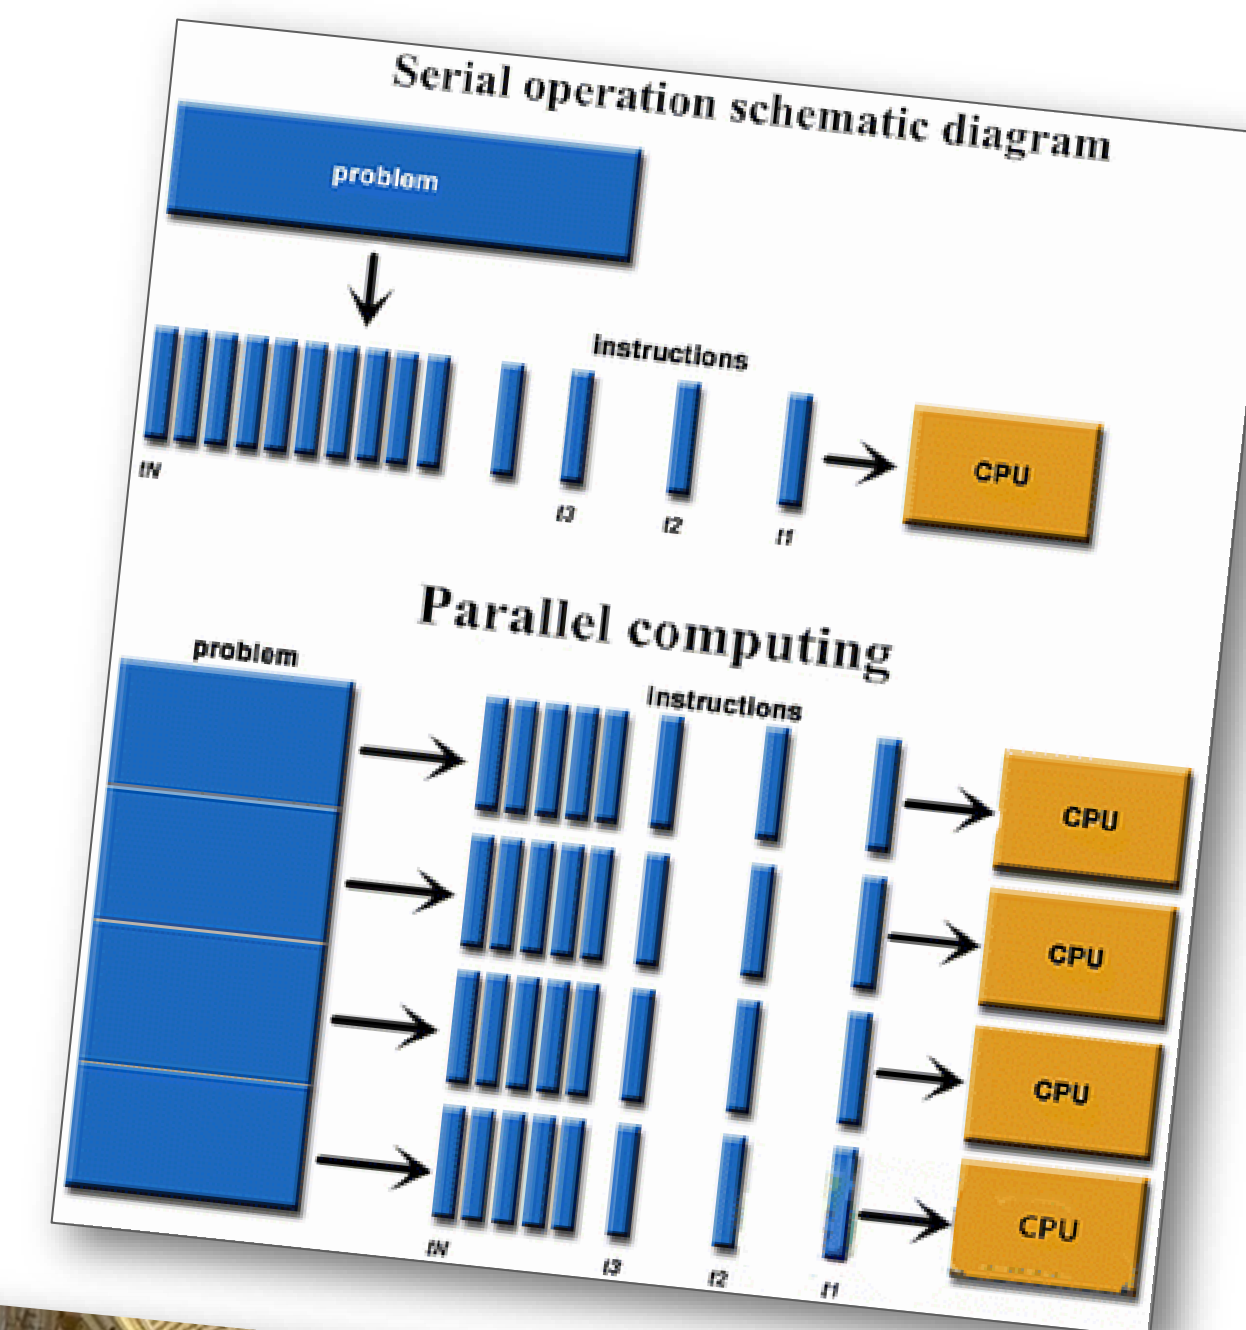 Serial operation schematic diagram
problem
instructions
CPU
tN
t3
t2
t1
Parallel computing
problem
instructions
CPU
CPU
CPU
CPU
tN
t3
t2
t1